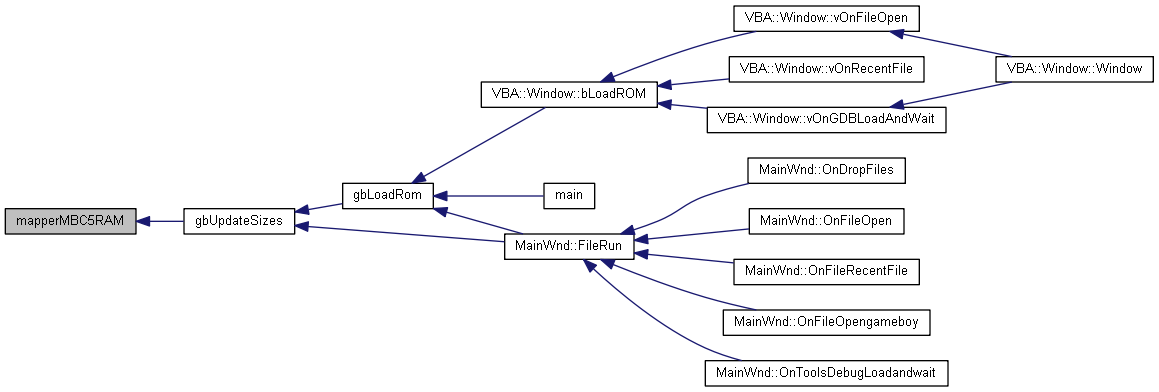 VBA::Window::vOnFileOpen
VBA::Window::vOnRecentFile
VBA::Window::Window
VBA::Window::bLoadROM
VBA::Window::vOnGDBLoadAndWait
MainWnd::OnDropFiles
gbLoadRom
main
mapperMBC5RAM
gbUpdateSizes
MainWnd::OnFileOpen
MainWnd::FileRun
MainWnd::OnFileRecentFile
MainWnd::OnFileOpengameboy
MainWnd::OnToolsDebugLoadandwait